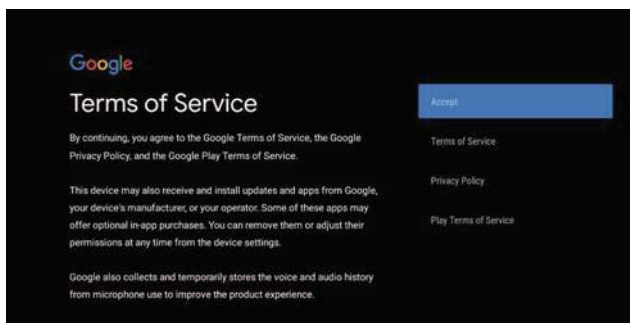 Google
Terms of Service
By continuing, you agree to the Google Terms of Service, the Google
Privacy Policy, and the Google Play Terms of Service.
This device may also receive and install updates and apps from Google,
your device's manufacturer, or your operator. Some of these apps may
offer optional in-app purchases. You can remove them or adjust their
permissions at any time from the device settings.
Google also collects and temporarily stores the voice and audio history
from microphone use to improve the product experience.
Accept
Terms of Service
Privacy Policy
Play Terms of Service